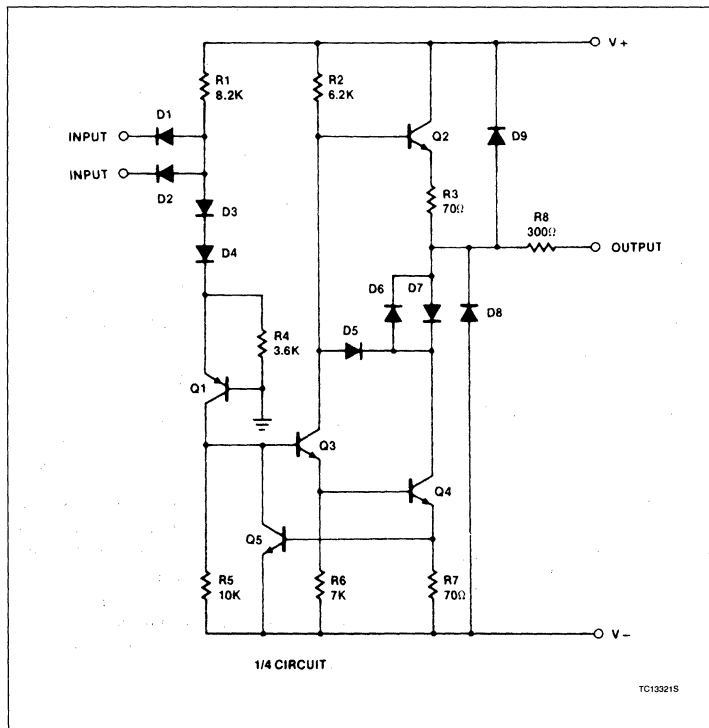 V+
R1
8.2K
R2
6.2K
D1
INPUT
Q2
D9
INPUT
D2
R3
70Ω
D3
R8
300Ω
OUTPUT
D4
D6
D7
R4
3.6K
D5
D8
Q1
Q3
Q4
Q5
R5
10K
R6
7K
R7
70Ω
V-
1/4 CIRCUIT
TC13321S